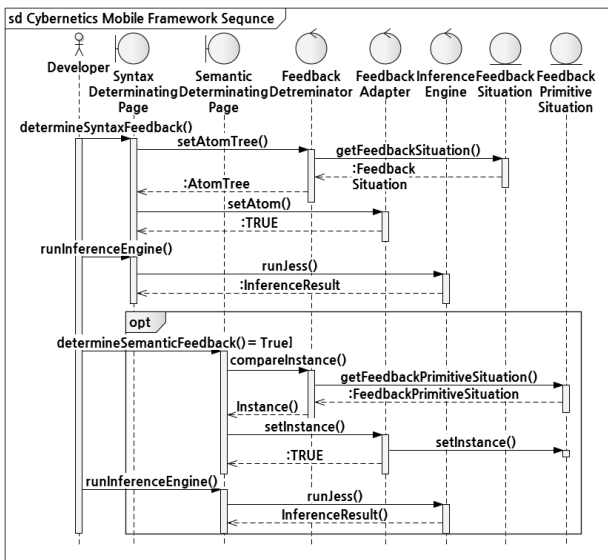 sd Cybernetics Mobile Framework Sequnce
Developer
Syntax
Determinating
Page
Semantic
Determinating
Page
Feedback
Detreminator
Feedback
Adapter
Inference
Engine
Feedback
Situation
Feedback
Primitive
Situation
determineSyntaxFeedback()
setAtomTree()
getFeedbackSituation()
:Feedback
Situation
:AtomTree
setAtom()
:TRUE
runInferenceEngine()
runJess()
:InferenceResult
opt
determineSemanticFeedback()= True]
compareInstance()
getFeedbackPrimitiveSituation()
:FeedbackPrimitiveSituation
Instance()
setInstance()
setInstance()
:TRUE
runInferenceEngine()
runJess()
InferenceResult()